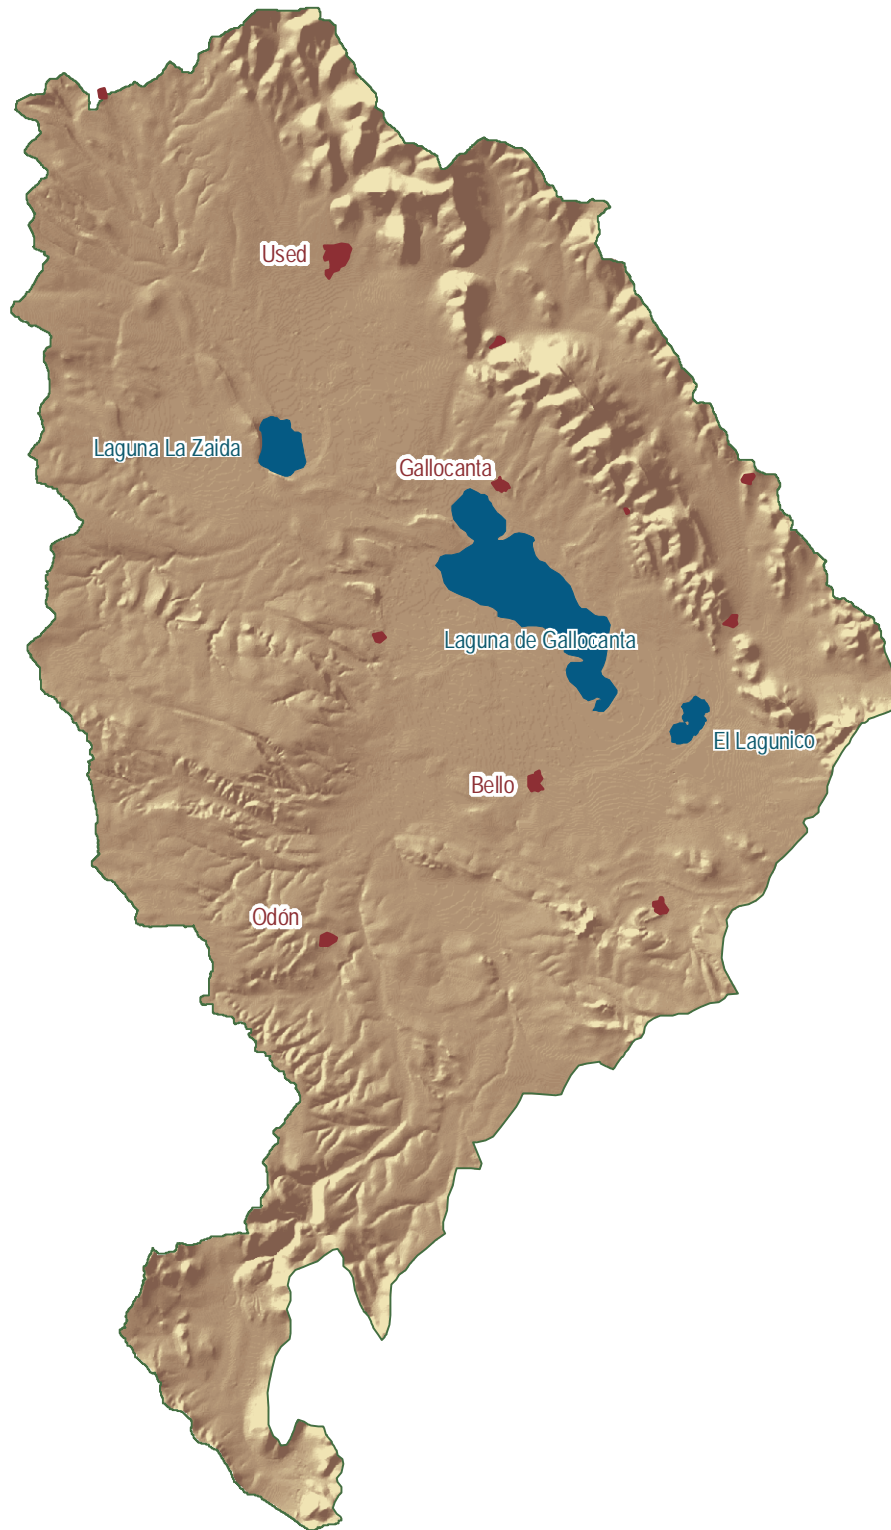 Used
Laguna La Zaida
Gallocanta
Laguna de Gallocanta
El Lagunico
Bello
Odón